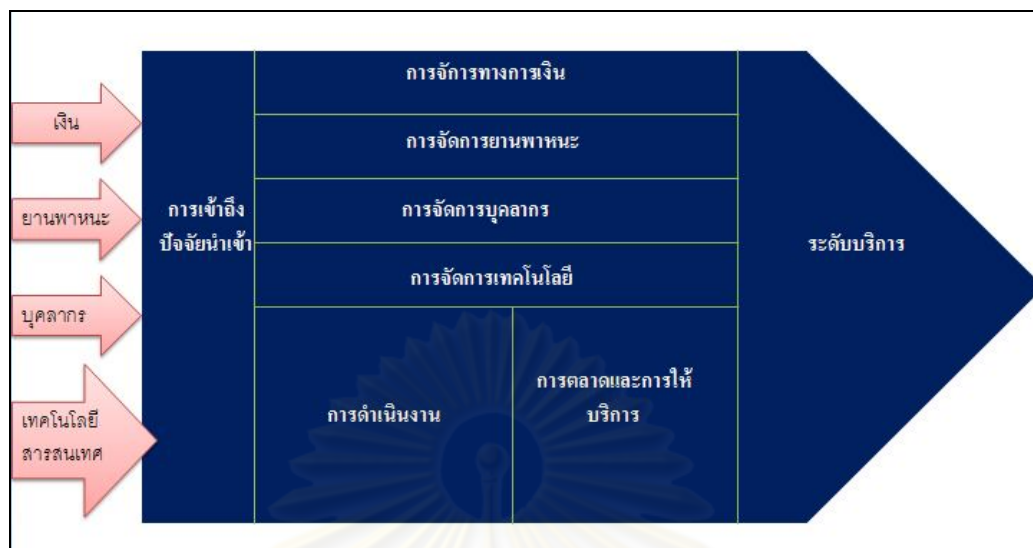 เงิน
ยานพาหนะ
บุคลากร
เทคโนโลยี
สารสนเทศ
การเข้าถึง
ปัจจัยนำเข้า
การจัการทางการเงิน
การจัดการยานพาหนะ
การจัดการบุคลากร
การจัดการเทคโนโลยี
การดำเนินงาน
การตลาดและการให้
บริการ
ระดับบริการ